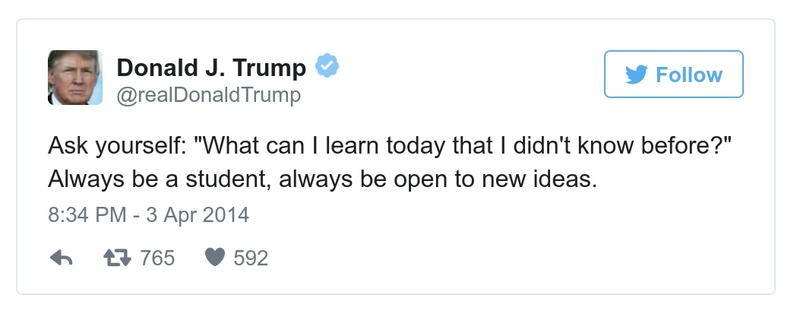 Donald J. Trump
Follow
@realDonaldTrump
Ask yourself: "What can I learn today that I didn't know before?"
Always be a student, always be open to new ideas.
8:34 PM - 3 Apr 2014
765 592